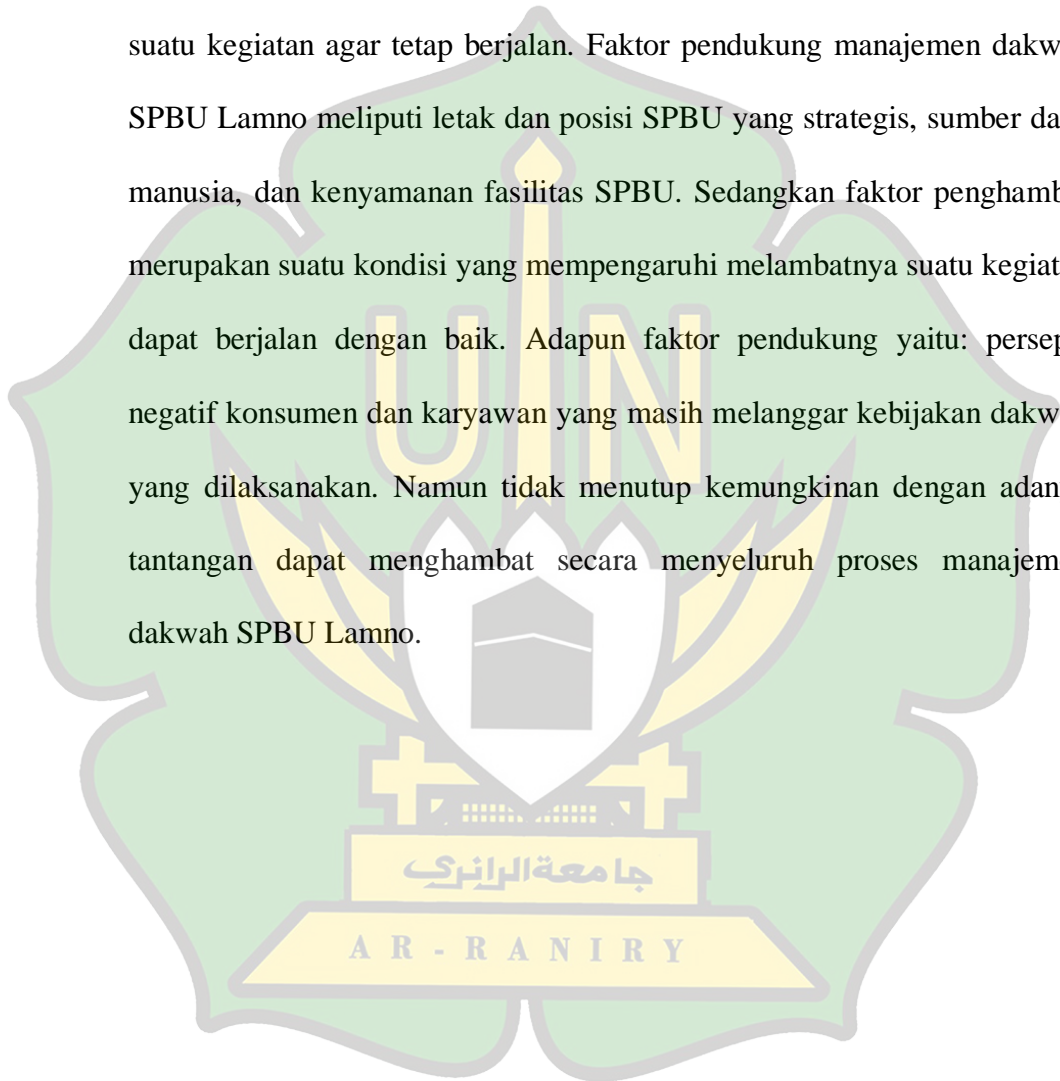 suatu kegiatan agar tetap berjalan. Faktor pendukung manajemen dakw
SPBU Lamno meliputi letak dan posisi SPBU yang strategis, sumber da
manusia, dan kenyamanan fasilitas SPBU. Sedangkan faktor penghamb
merupakan suatu kondisi yang mempengaruhi melambatnya suatu kegiat
dapat berjalan dengan baik. Adapun faktor pendukung yaitu: persep
negatif konsumen dan karyawan yang masih melanggar kebijakan dakw
yang dilaksanakan. Namun tidak menutup kemungkinan dengan adan
tantangan dapat menghambat secara menyeluruh proses manajem
dakwah SPBU Lamno.
UIN
جامعة الرانري
AR-RANIRY